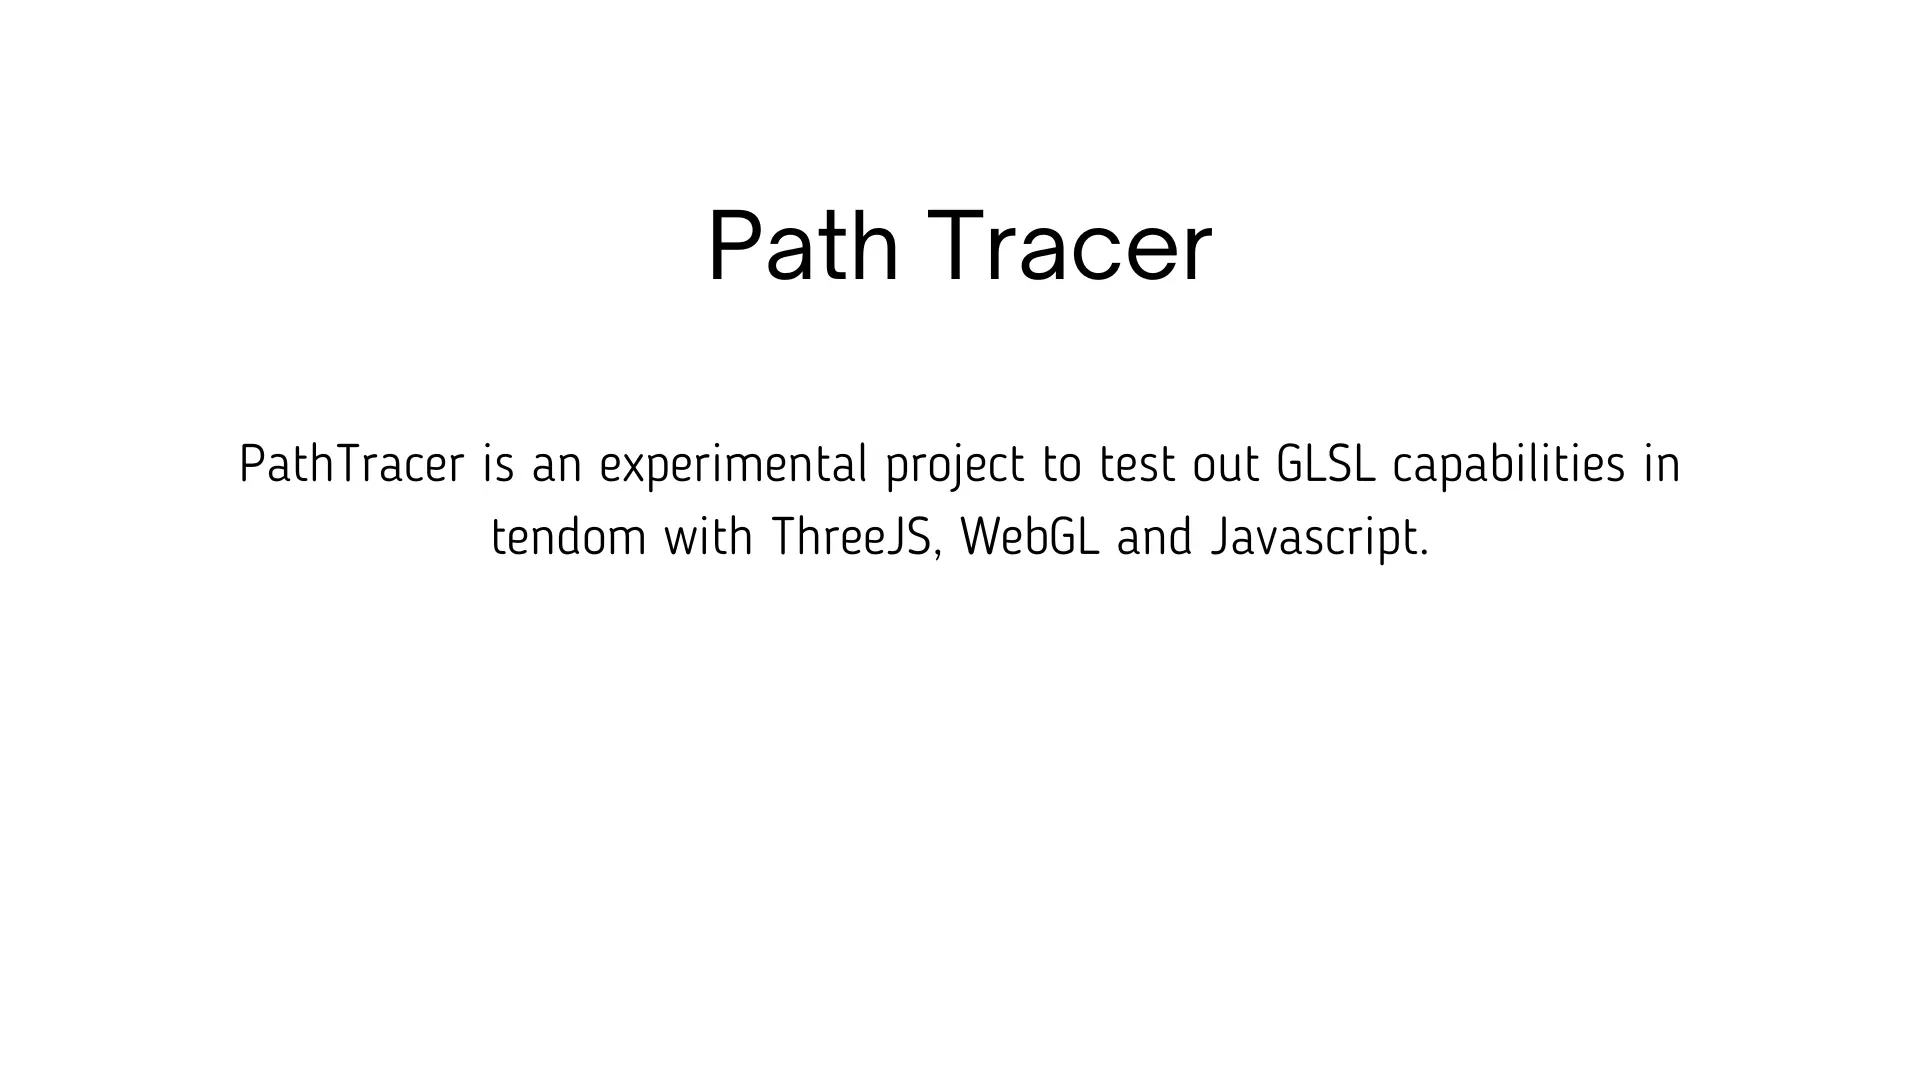 Path Tracer
PathTracer is an experimental project to test out GLSL capabilities in
tendom with ThreeJS, WebGL and Javascript.